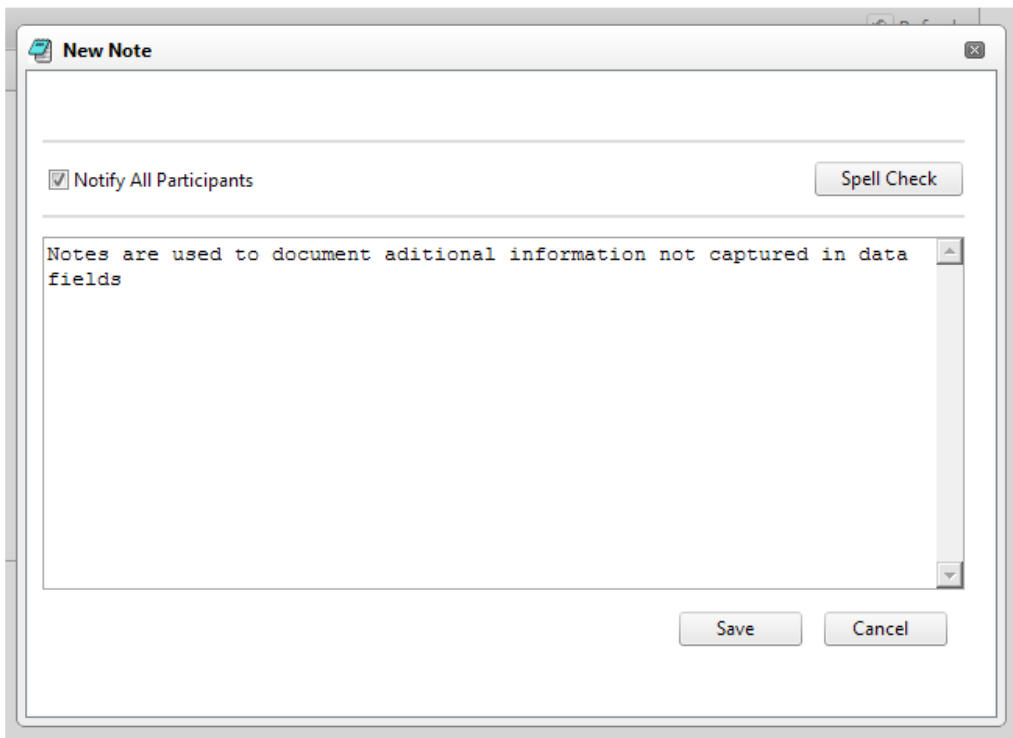 New Note
Notify All Participants
Spell Check
Notes are used to document aditional information not captured in data
fields
Save
Cancel